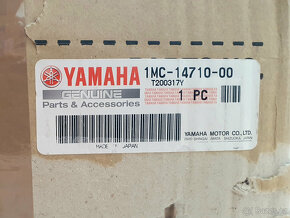 YAMAHA 1MC-14710-00
GENUINE T200317Y
Parts & Accessories
1 PC
YAMAHA MOTOR CO., LTD.
MADE IN JAPAN